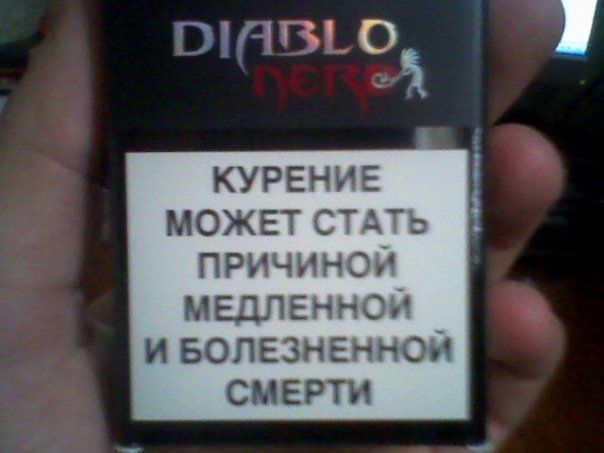 DIABLO
NERO
КУРЕНИЕ
МОЖЕТ СТАТЬ
ПРИЧИНОЙ
МЕДЛЕННОЙ
И БОЛЕЗНЕННОЙ
СМЕРТИ